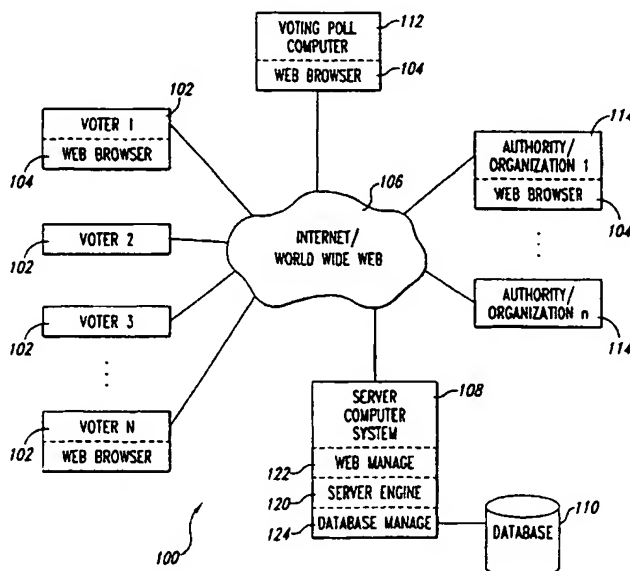 VOTING POLL
COMPUTER
WEB BROWSER
112
104
102
VOTER 1
WEB BROWSER
104
102
VOTER 2
102
VOTER 3
102
VOTER N
WEB BROWSER
106
INTERNET/
WORLD WIDE WEB
114
AUTHORITY/
ORGANIZATION 1
WEB BROWSER
104
AUTHORITY/
ORGANIZATION n
114
SERVER
COMPUTER
SYSTEM
108
122
WEB MANAGE
120
SERVER ENGINE
124
DATABASE MANAGE
DATABASE
110
100